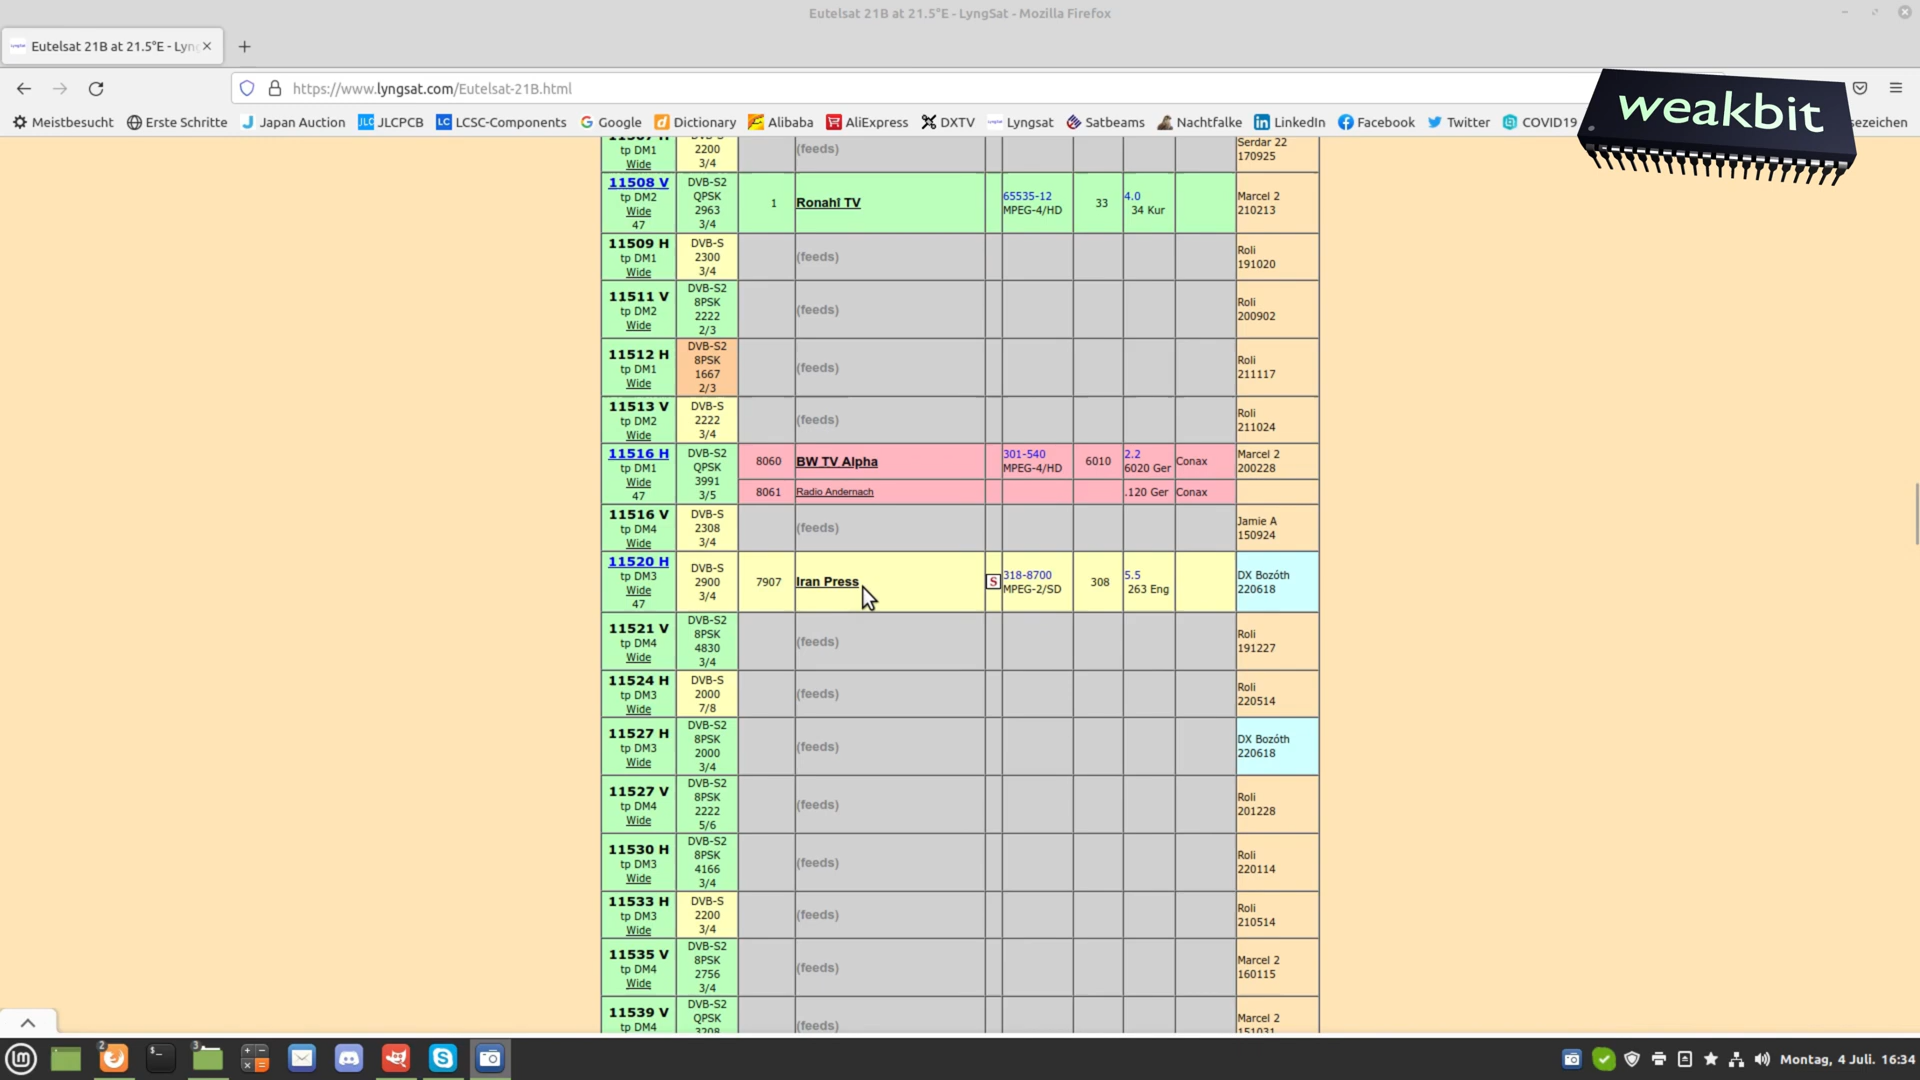 Eutelsat 21B at 21.5°E - LyngSat - Mozilla Firefox
Eutelsat 21B at 21.5°E - Lyng
https://www.lyngsat.com/Eutelsat-21B.html
weakbit
Meistbesucht Erste Schritte Japan Auction JLCPCB LCSC-Components Google Dictionary Alibaba AliExpress DXTV Lyngsat Satbeams Nachtfalke LinkedIn Facebook Twitter COVID19
tp DM1 Wide
2200 3/4
(feeds)
Serdar 22 170925
11508 V tp DM2 Wide 47
DVB-S2 QPSK 2963 3/4
1 Ronahî TV 65535-12 MPEG-4/HD 33 4.0 34 Kur
Marcel 2 210213
11509 H tp DM1 Wide
DVB-S 2300 3/4
(feeds)
Roli 191020
11511 V tp DM2 Wide
DVB-S2 8PSK 2222 2/3
(feeds)
Roli 200902
11512 H tp DM1 Wide
DVB-S2 8PSK 1667 2/3
(feeds)
Roli 211117
11513 V tp DM2 Wide
DVB-S 2222 3/4
(feeds)
Roli 211024
11516 H tp DM1 Wide 47
DVB-S2 QPSK 3991 3/5
8060 BW TV Alpha 301-540 MPEG-4/HD 6010 2.2 6020 Ger Conax
Marcel 2 200228
8061 Radio Andernach .120 Ger Conax
11516 V tp DM4 Wide
DVB-S 2308 3/4
(feeds)
Jamie A 150924
11520 H tp DM3 Wide 47
DVB-S 2900 3/4
7907 Iran Press S 318-8700 MPEG-2/SD 308 5.5 263 Eng
DX Bozóth 220618
11521 V tp DM4 Wide
DVB-S2 8PSK 4830 3/4
(feeds)
Roli 191227
11524 H tp DM3 Wide
DVB-S 2000 7/8
(feeds)
Roli 220514
11527 H tp DM3 Wide
DVB-S2 8PSK 2000 3/4
(feeds)
DX Bozóth 220618
11527 V tp DM4 Wide
DVB-S2 8PSK 2222 5/6
(feeds)
Roli 201228
11530 H tp DM3 Wide
DVB-S2 8PSK 4166 3/4
(feeds)
Roli 220114
11533 H tp DM3 Wide
DVB-S 2200 3/4
(feeds)
Roli 210514
11535 V tp DM4 Wide
DVB-S2 8PSK 2756 3/4
(feeds)
Marcel 2 160115
11539 V tp DM4
DVB-S2 QPSK 3208
(feeds)
Marcel 2 151031
2 3
Montag, 4 Juli. 16:34